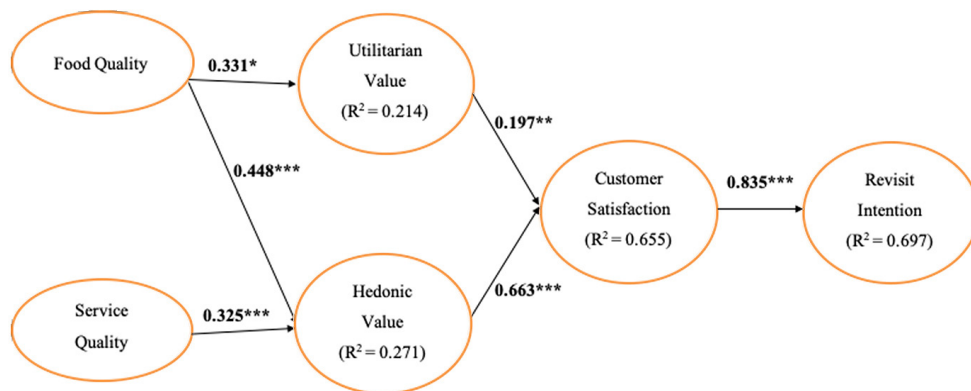 Food Quality
0.331*
Utilitarian
Value
(R² = 0.214)
0.197**
0.448***
Customer
Satisfaction
(R² = 0.655)
0.835***
Revisit
Intention
(R² = 0.697)
Service
Quality
0.325***
Hedonic
Value
(R² = 0.271)
0.663***